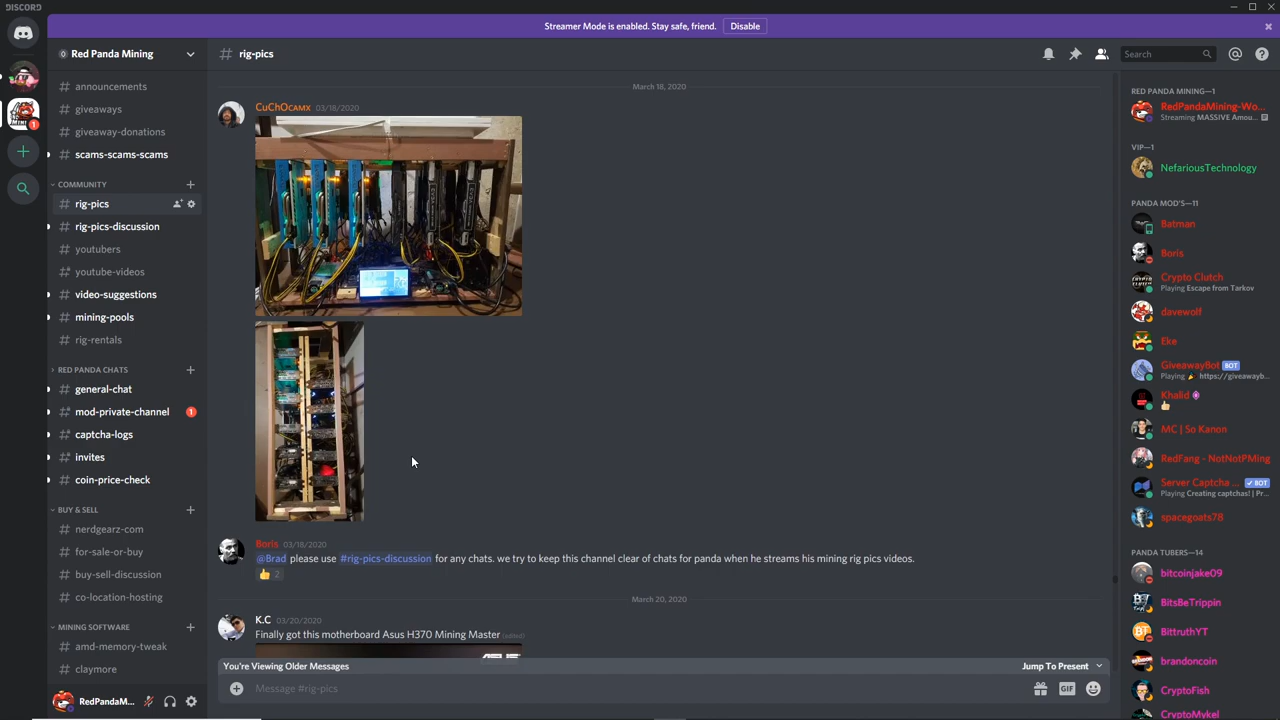 DISCORD
Streamer Mode is enabled. Stay safe, friend. Disable
Red Panda Mining
announcements
giveaways
giveaway-donations
scams-scams-scams
COMMUNITY
rig-pics
rig-pics-discussion
youtubers
youtube-videos
video-suggestions
mining-pools
rig-rentals
RED PANDA CHATS
general-chat
mod-private-channel 1
captcha-logs
invites
coin-price-check
BUY & SELL
nerdgearz-com
for-sale-or-buy
buy-sell-discussion
co-location-hosting
MINING SOFTWARE
amd-memory-tweak
claymore
RedPandaM...
# rig-pics
Search
March 18, 2020
CuChOcamx 03/18/2020
Boris 03/18/2020
@Brad please use #rig-pics-discussion for any chats. we try to keep this channel clear of chats for panda when he streams his mining rig pics videos.
2
March 20, 2020
K.C 03/20/2020
Finally got this motherboard Asus H370 Mining Master (edited)
You're Viewing Older Messages Jump To Present
Message #rig-pics
GIF
RED PANDA MINING—1
RedPandaMining-Wo...
Streaming MASSIVE Amou...
VIP—1
NefariousTechnology
PANDA MOD'S—11
Batman
Boris
Crypto Clutch
Playing Escape from Tarkov
davewolf
Eke
GiveawayBot BOT
Playing 🎉 https://giveawayb...
Khalid
MC | So Kanon
RedFang - NotNotPMing
Server Captcha ... BOT
Playing Creating captchas! | Pr...
spacegoats78
PANDA TUBERS—14
bitcoinjake09
BitsBeTrippin
BittruthYT
brandoncoin
CryptoFish
CryptoMykel